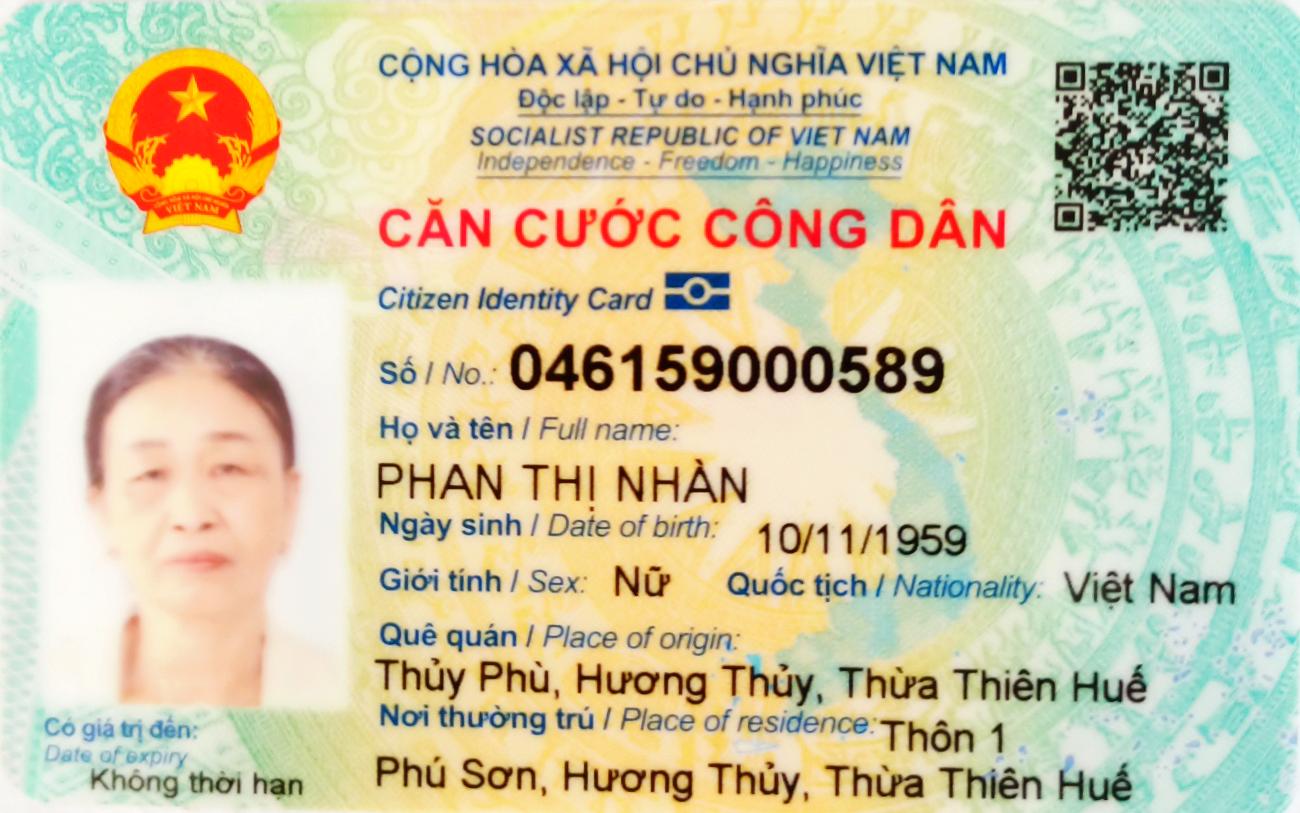 CỘNG HÒA XÃ HỘI CHỦ NGHĨA VIỆT NAM
Độc lập - Tự do - Hạnh phúc
SOCIALIST REPUBLIC OF VIET NAM
Independence - Freedom - Happiness
VIỆT NAM
CĂN CƯỚC CÔNG DÂN
Citizen Identity Card
Số / No.: 046159000589
Họ và tên / Full name:
PHAN THỊ NHÀN
Ngày sinh / Date of birth: 10/11/1959
Giới tính / Sex: Nữ Quốc tịch / Nationality: Việt Nam
Quê quán / Place of origin:
Thủy Phù, Hương Thủy, Thừa Thiên Huế
Nơi thường trú / Place of residence: Thôn 1
Phú Sơn, Hương Thủy, Thừa Thiên Huế
Có giá trị đến:
Date of expiry
Không thời hạn